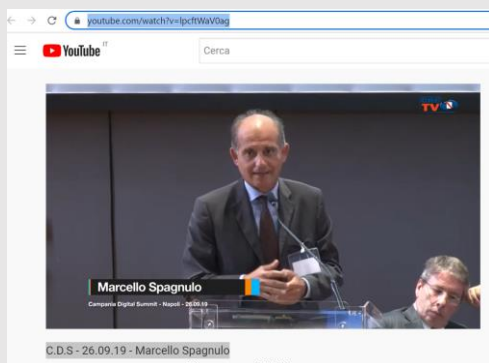 youtube.com/watch?v=lpcftWaV0ag
YouTube IT
Cerca
TV
Marcello Spagnulo
Campania Digital Summit - Napoli - 26.09.19
C.D.S - 26.09.19 - Marcello Spagnulo